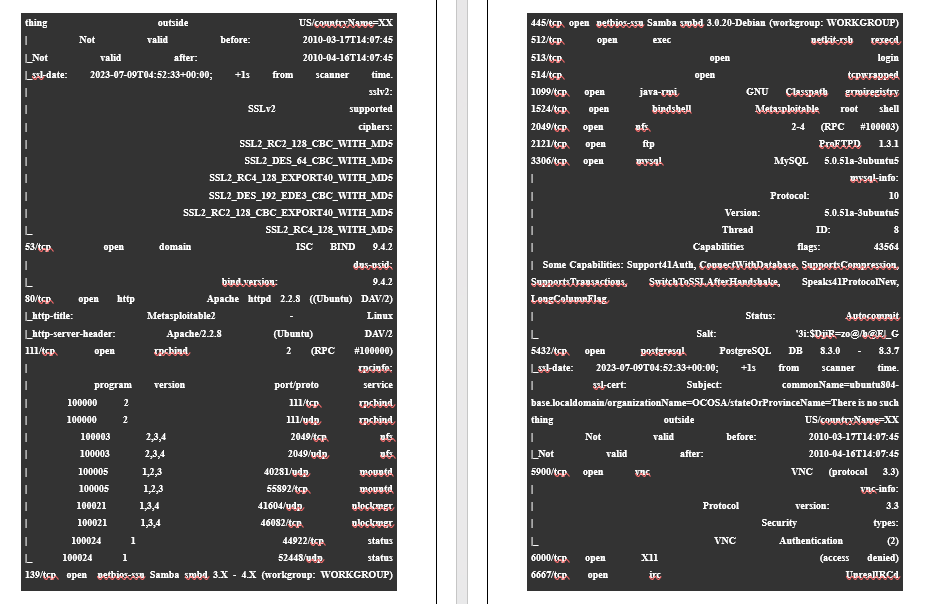 thing outside US/countryName=XX
| Not valid before: 2010-03-17T14:07:45
|_Not valid after: 2010-04-16T14:07:45
|_ssl-date: 2023-07-09T04:52:33+00:00; +1s from scanner time.
| sslv2:
| SSLv2 supported
| ciphers:
| SSL2_RC2_128_CBC_WITH_MD5
| SSL2_DES_64_CBC_WITH_MD5
| SSL2_RC4_128_EXPORT40_WITH_MD5
| SSL2_DES_192_EDE3_CBC_WITH_MD5
| SSL2_RC2_128_CBC_EXPORT40_WITH_MD5
|_ SSL2_RC4_128_WITH_MD5
53/tcp open domain ISC BIND 9.4.2
| dns-nsid:
|_ bind.version: 9.4.2
80/tcp open http Apache httpd 2.2.8 ((Ubuntu) DAV/2)
|_http-title: Metasploitable2 - Linux
|_http-server-header: Apache/2.2.8 (Ubuntu) DAV/2
111/tcp open rpcbind 2 (RPC #100000)
| rpcinfo:
| program version port/proto service
| 100000 2 111/tcp rpcbind
| 100000 2 111/udp rpcbind
| 100003 2,3,4 2049/tcp nfs
| 100003 2,3,4 2049/udp nfs
| 100005 1,2,3 40281/udp mountd
| 100005 1,2,3 55892/tcp mountd
| 100021 1,3,4 41604/udp nlockmgr
| 100021 1,3,4 46082/tcp nlockmgr
| 100024 1 44922/tcp status
|_ 100024 1 52448/udp status
139/tcp open netbios-ssn Samba smbd 3.X - 4.X (workgroup: WORKGROUP)
445/tcp open netbios-ssn Samba smbd 3.0.20-Debian (workgroup: WORKGROUP)
512/tcp open exec netkit-rsh rexecd
513/tcp open login
514/tcp open tcpwrapped
1099/tcp open java-rmi GNU Classpath grmiregistry
1524/tcp open bindshell Metasploitable root shell
2049/tcp open nfs 2-4 (RPC #100003)
2121/tcp open ftp ProFTPD 1.3.1
3306/tcp open mysql MySQL 5.0.51a-3ubuntu5
| mysql-info:
| Protocol: 10
| Version: 5.0.51a-3ubuntu5
| Thread ID: 8
| Capabilities flags: 43564
| Some Capabilities: Support41Auth, ConnectWithDatabase, SupportsCompression,
SupportsTransactions, SwitchToSSLAfterHandshake, Speaks41ProtocolNew,
LongColumnFlag
| Status: Autocommit
|_ Salt:
5432/tcp open postgresql PostgreSQL DB 8.3.0 - 8.3.7
|_ssl-date: 2023-07-09T04:52:33+00:00; +1s from scanner time.
| ssl-cert: Subject: commonName=ubuntu804-
base.localdomain/organizationName=OCOSA/stateOrProvinceName=There is no such
thing outside US/countryName=XX
| Not valid before: 2010-03-17T14:07:45
|_Not valid after: 2010-04-16T14:07:45
5900/tcp open vnc VNC (protocol 3.3)
| vnc-info:
| Protocol version: 3.3
| Security types:
|_ VNC Authentication (2)
6000/tcp open X11 (access denied)
6667/tcp open irc UnrealIRCd